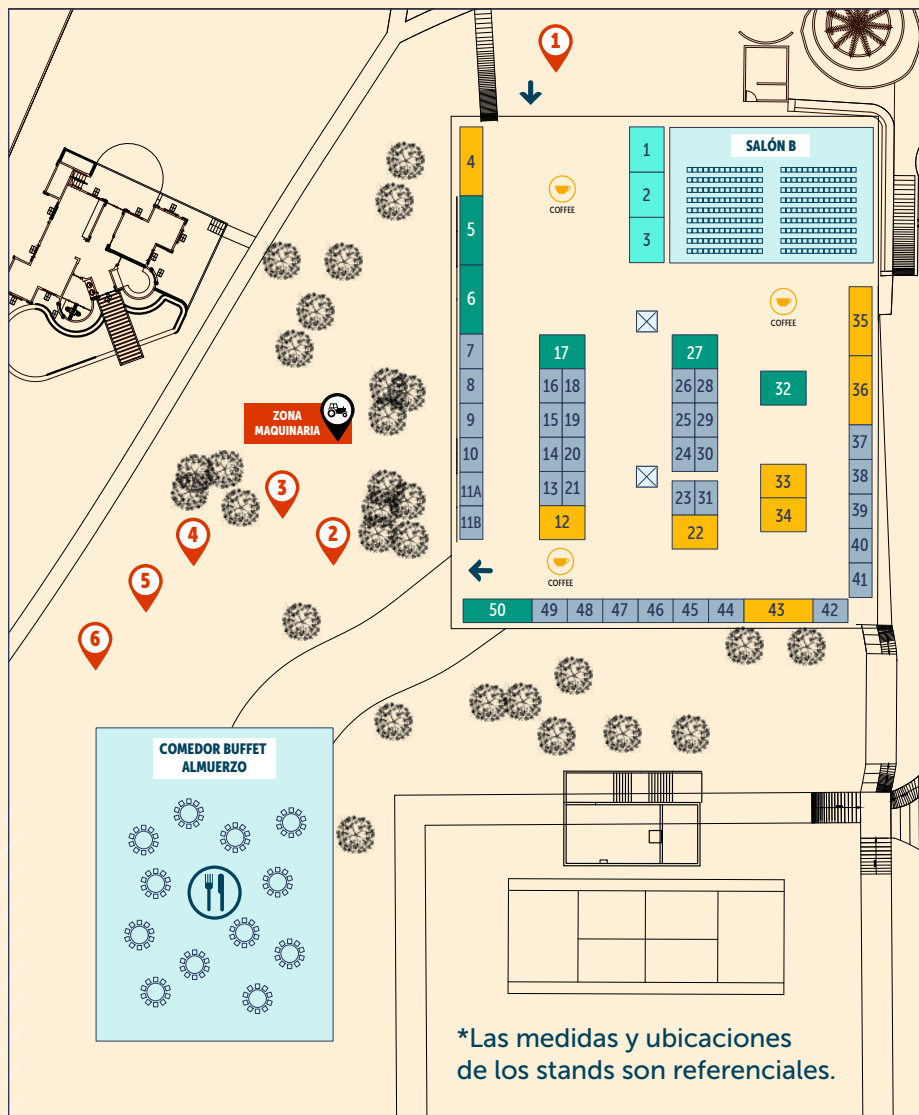 1
4
5
6
7
8
9
10
11A
11B
COFFEE
1
2
3
SALÓN B
COFFEE
17
16 18
15 19
14 20
13 21
12
27
26 28
25 29
24 30
23 31
22
32
33
34
35
36
37
38
39
40
41
COFFEE
50 49 48 47 46 45 44 43 42
ZONA
MAQUINARIA
3
2
4
5
6
COMEDOR BUFFET
ALMUERZO
*Las medidas y ubicaciones
de los stands son referenciales.